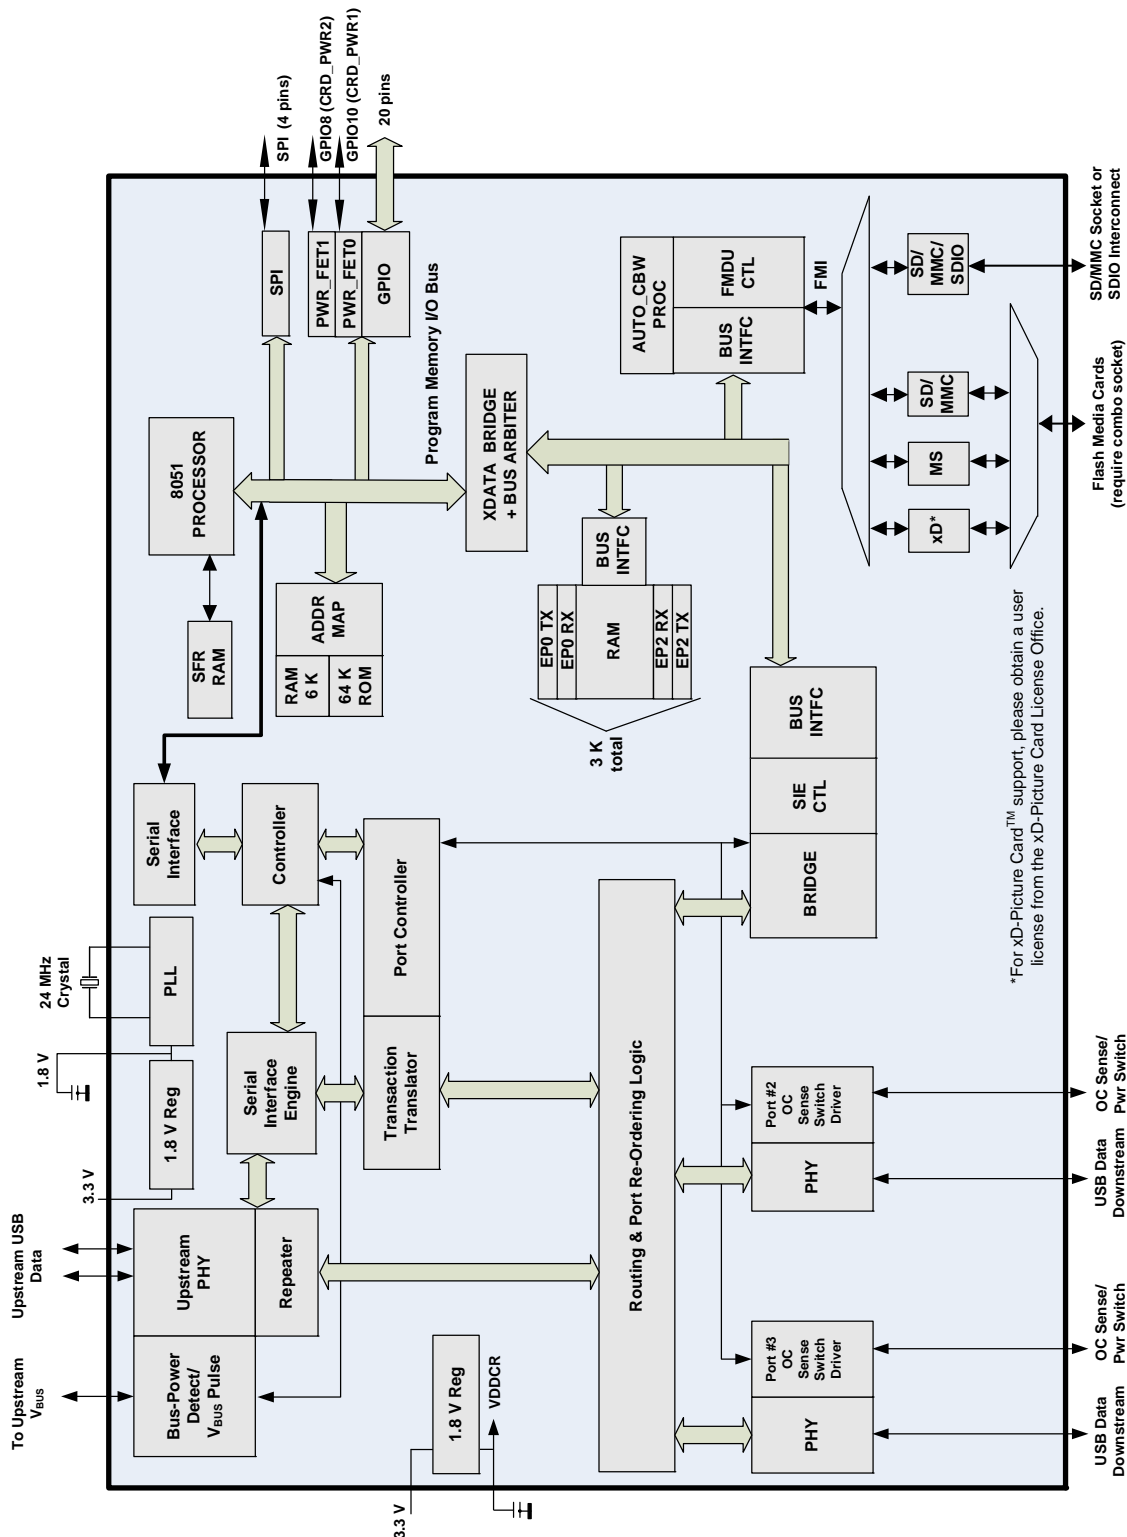 To Upstream
VBUS
Upstream USB
Data
3.3 V
1.8 V
24 MHz
Crystal
Bus-Power
Detect/
VBUS Pulse
Upstream
PHY
Repeater
1.8 V Reg
PLL
Serial
Interface
Engine
Serial
Interface
Controller
Transaction
Translator
Port Controller
SFR
RAM
8051
PROCESSOR
RAM
6 K
64 K
ROM
ADDR
MAP
SPI
SPI (4 pins)
PWR_FET1
PWR_FET0
GPIO
GPIO8 (CRD_PWR2)
GPIO10 (CRD_PWR1)
20 pins
Program Memory I/O Bus
3.3 V
1.8 V Reg
VDDCR
XDATA BRIDGE
+ BUS ARBITER
3 K
total
EP0 TX
EP0 RX
RAM
EP2 RX
EP2 TX
BUS
INTFC
AUTO_CBW
PROC
BUS
INTFC
FMDU
CTL
FMI
Routing & Port Re-Ordering Logic
BRIDGE
SIE
CTL
BUS
INTFC
PHY
Port #3
OC
Sense
Switch
Driver
PHY
Port #2
OC
Sense
Switch
Driver
xD*
MS
SD/
MMC
SD/
MMC/
SDIO
*For xD-Picture Card™ support, please obtain a user
license from the xD-Picture Card License Office.
USB Data
Downstream
OC Sense/
Pwr Switch
USB Data
Downstream
OC Sense/
Pwr Switch
Flash Media Cards
(require combo socket)
SD/MMC Socket or
SDIO Interconnect